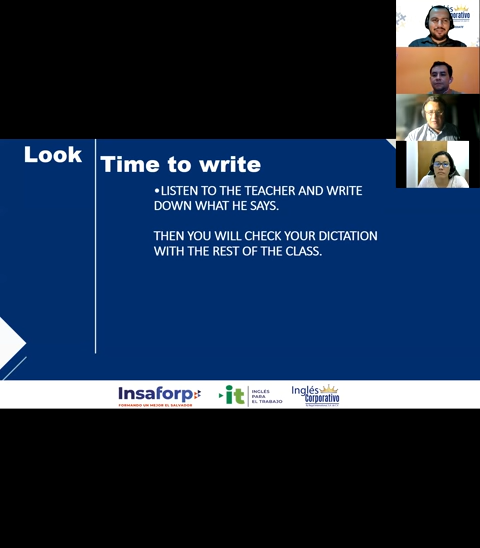 Look
Time to write
•LISTEN TO THE TEACHER AND WRITE
DOWN WHAT HE SAYS.
THEN YOU WILL CHECK YOUR DICTATION
WITH THE REST OF THE CLASS.
Insaforp
FORMANDO UN MEJOR EL SALVADOR
it
INGLÉS
PARA
EL TRABAJO
Inglés
Corporativo